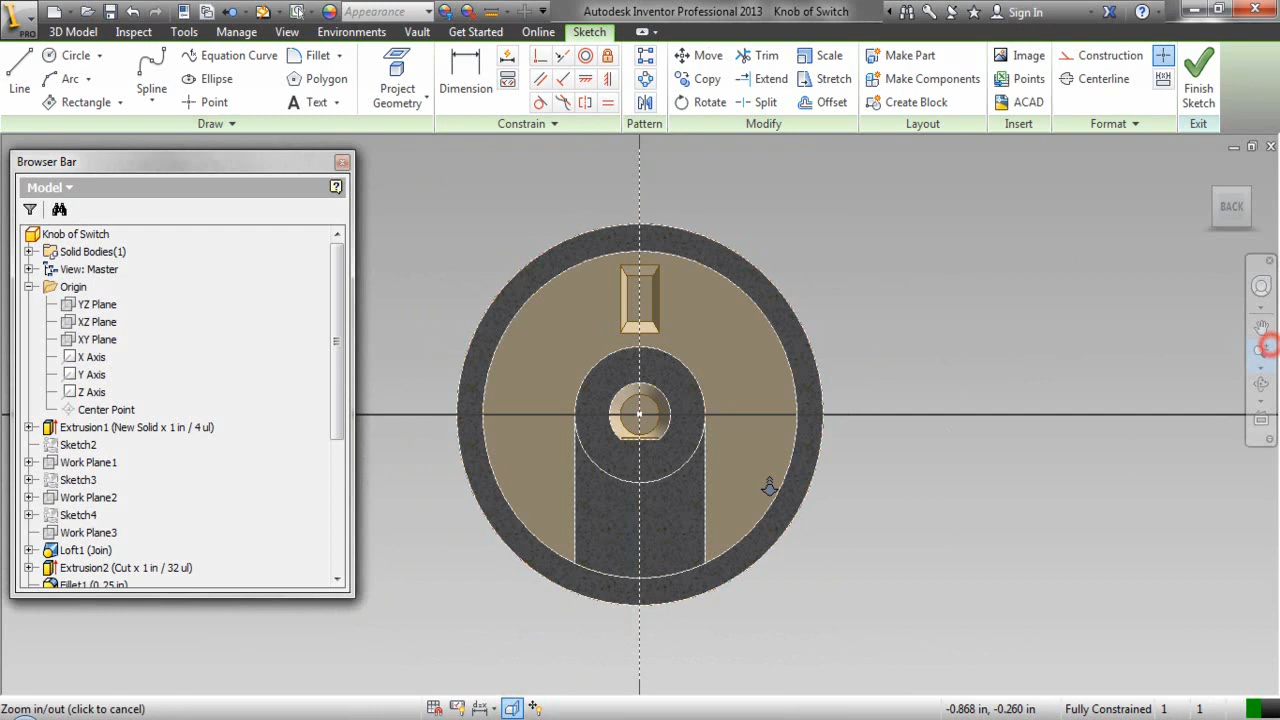 Appearance
Autodesk Inventor Professional 2013 Knob of Switch
Sign In
PRO
3D Model Inspect Tools Manage View Environments Vault Get Started Online Sketch
Line
Circle
Arc
Rectangle
Spline
Equation Curve
Ellipse
Point
Fillet
Polygon
Text
Project
Geometry
Dimension
Move
Copy
Rotate
Trim
Extend
Split
Scale
Stretch
Offset
Make Part
Make Components
Create Block
Image
Points
ACAD
Construction
Centerline
Finish
Sketch
Draw Constrain Pattern Modify Layout Insert Format Exit
Browser Bar
Model
Knob of Switch
Solid Bodies(1)
View: Master
Origin
YZ Plane
XZ Plane
XY Plane
X Axis
Y Axis
Z Axis
Center Point
Extrusion1 (New Solid x 1 in / 4 ul)
Sketch2
Work Plane1
Sketch3
Work Plane2
Sketch4
Work Plane3
Loft1 (Join)
Extrusion2 (Cut x 1 in / 32 ul)
Fillet1 (0.25 in)
BACK
Zoom in/out (click to cancel)
-0.868 in, -0.260 in Fully Constrained 1 1